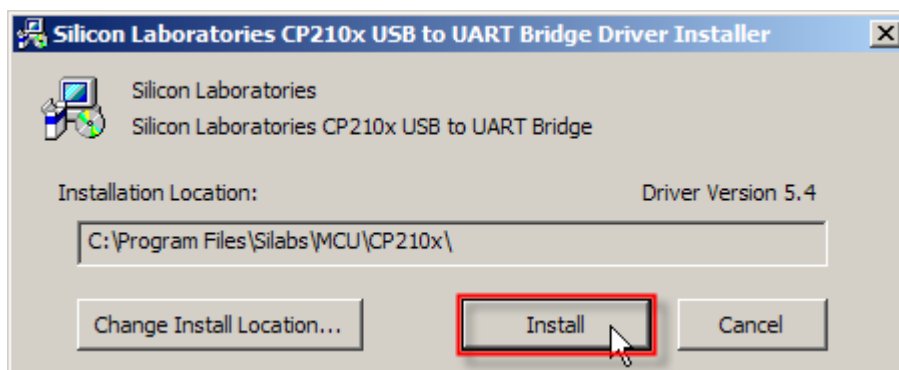 Silicon Laboratories CP210x USB to UART Bridge Driver Installer
Silicon Laboratories
Silicon Laboratories CP210x USB to UART Bridge
Installation Location: Driver Version 5.4
C:\Program Files\Silabs\MCU\CP210x\
Change Install Location... Install Cancel